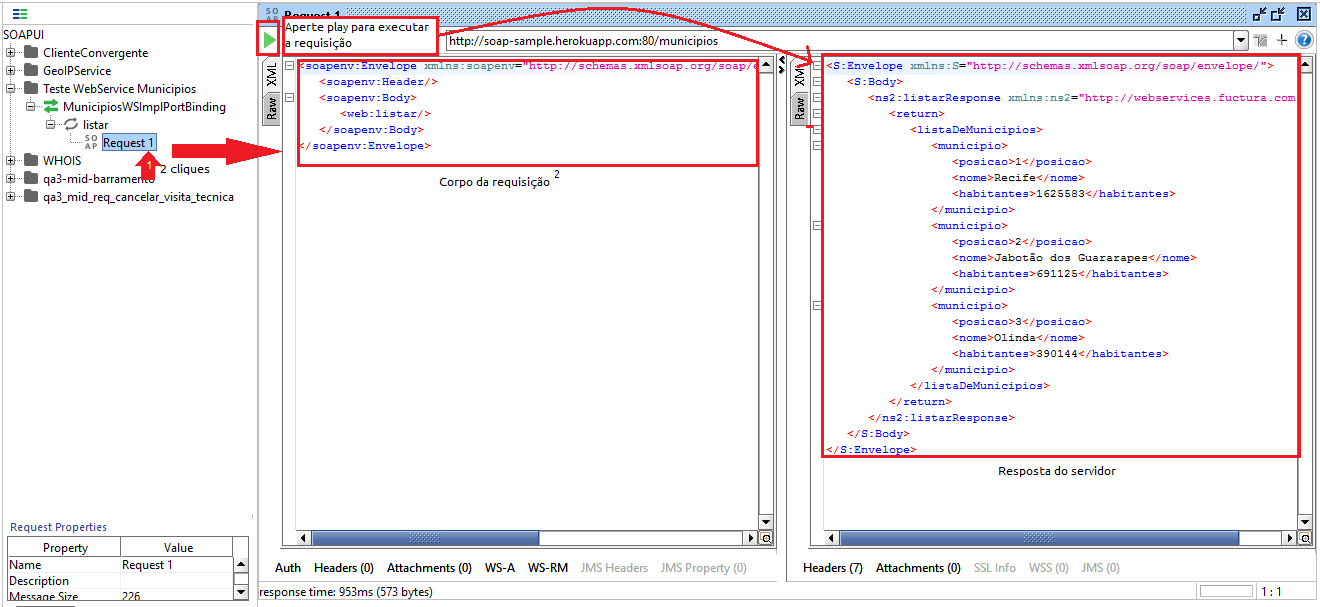 SOAPUI
ClienteConvergente
GeoIPService
Teste WebService Municipios
MunicipiosWSImplPortBinding
listar
SO AP Request 1
1
2 cliques
WHOIS
qa3-mid-barramento
qa3_mid_req_cancelar_visita_tecnica
Request Properties
Property Value
Name Request 1
Description
Message Size 226
SO Request 1
Aperte play para executar
a requisição
http://soap-sample.herokuapp.com:80/municipios
XML
Raw
<soapenv:Envelope xmlns:soapenv="http://schemas.xmlsoap.org/soap/e
<soapenv:Header/>
<soapenv:Body>
<web:listar/>
</soapenv:Body>
</soapenv:Envelope>
Corpo da requisição 2
XML
Raw
<S:Envelope xmlns:S="http://schemas.xmlsoap.org/soap/envelope/">
<S:Body>
<ns2:listarResponse xmlns:ns2="http://webservices.fuctura.com
<return>
<listaDeMunicipios>
<municipio>
<posicao>1</posicao>
<nome>Recife</nome>
<habitantes>1625583</habitantes>
</municipio>
<municipio>
<posicao>2</posicao>
<nome>Jabotão dos Guararapes</nome>
<habitantes>691125</habitantes>
</municipio>
<municipio>
<posicao>3</posicao>
<nome>Olinda</nome>
<habitantes>390144</habitantes>
</municipio>
</listaDeMunicipios>
</return>
</ns2:listarResponse>
</S:Body>
</S:Envelope>
Resposta do servidor
Auth Headers (0) Attachments (0) WS-A WS-RM JMS Headers JMS Property (0)
Headers (7) Attachments (0) SSL Info WSS (0) JMS (0)
response time: 953ms (573 bytes)
1 : 1